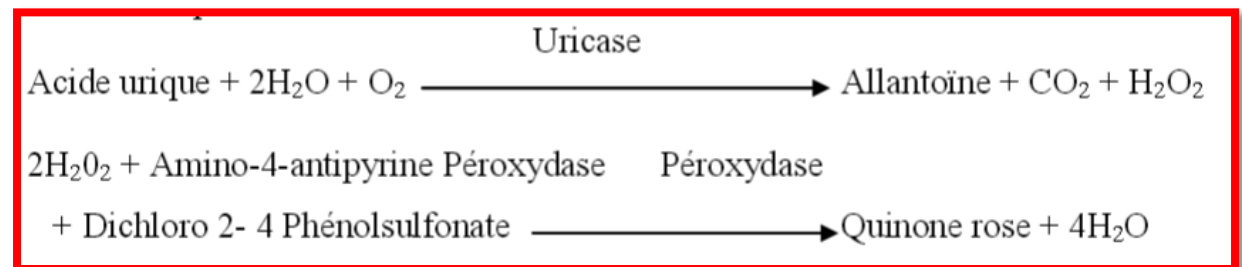 Uricase
Acide urique + 2H₂O + O₂ ⟶ Allantoïne + CO₂ + H₂O₂
2H₂0₂ + Amino-4-antipyrine Péroxydase Péroxydase
+ Dichloro 2- 4 Phénolsulfonate ⟶ Quinone rose + 4H₂O